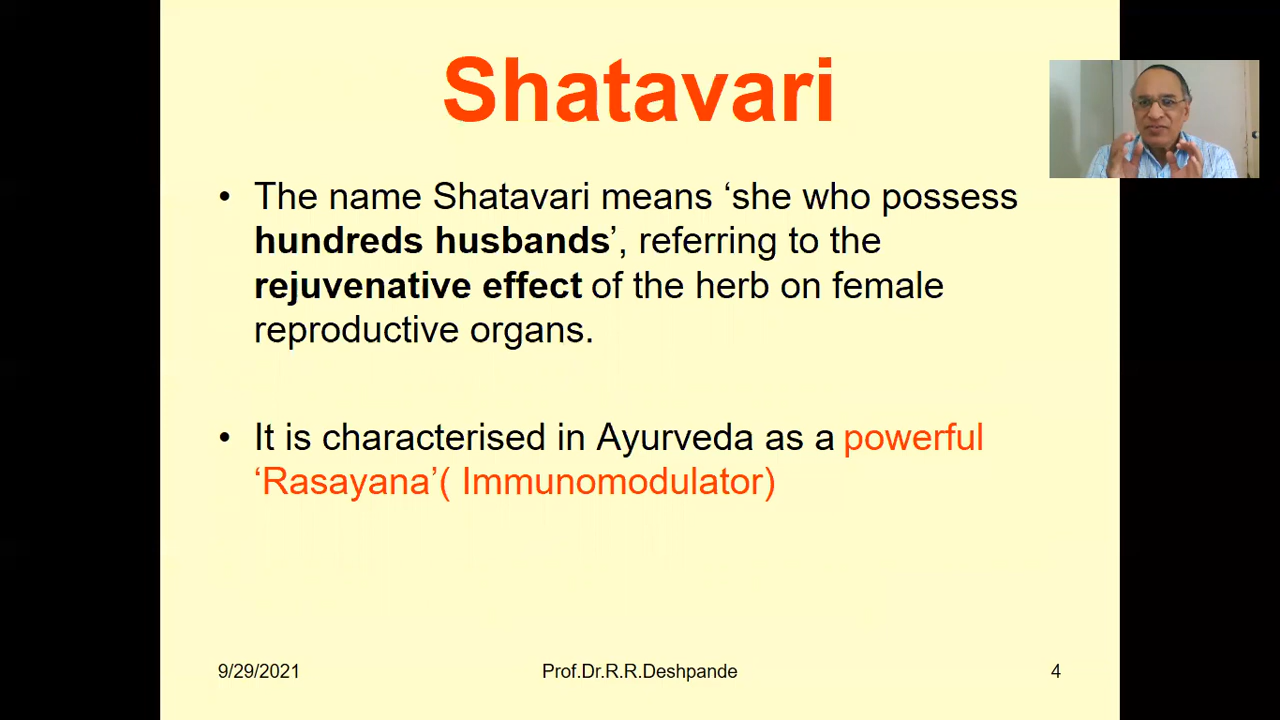 Shatavari
• The name Shatavari means ‘she who possess
hundreds husbands’, referring to the
rejuvenative effect of the herb on female
reproductive organs.
• It is characterised in Ayurveda as a powerful
‘Rasayana’( Immunomodulator)
9/29/2021 Prof.Dr.R.R.Deshpande 4